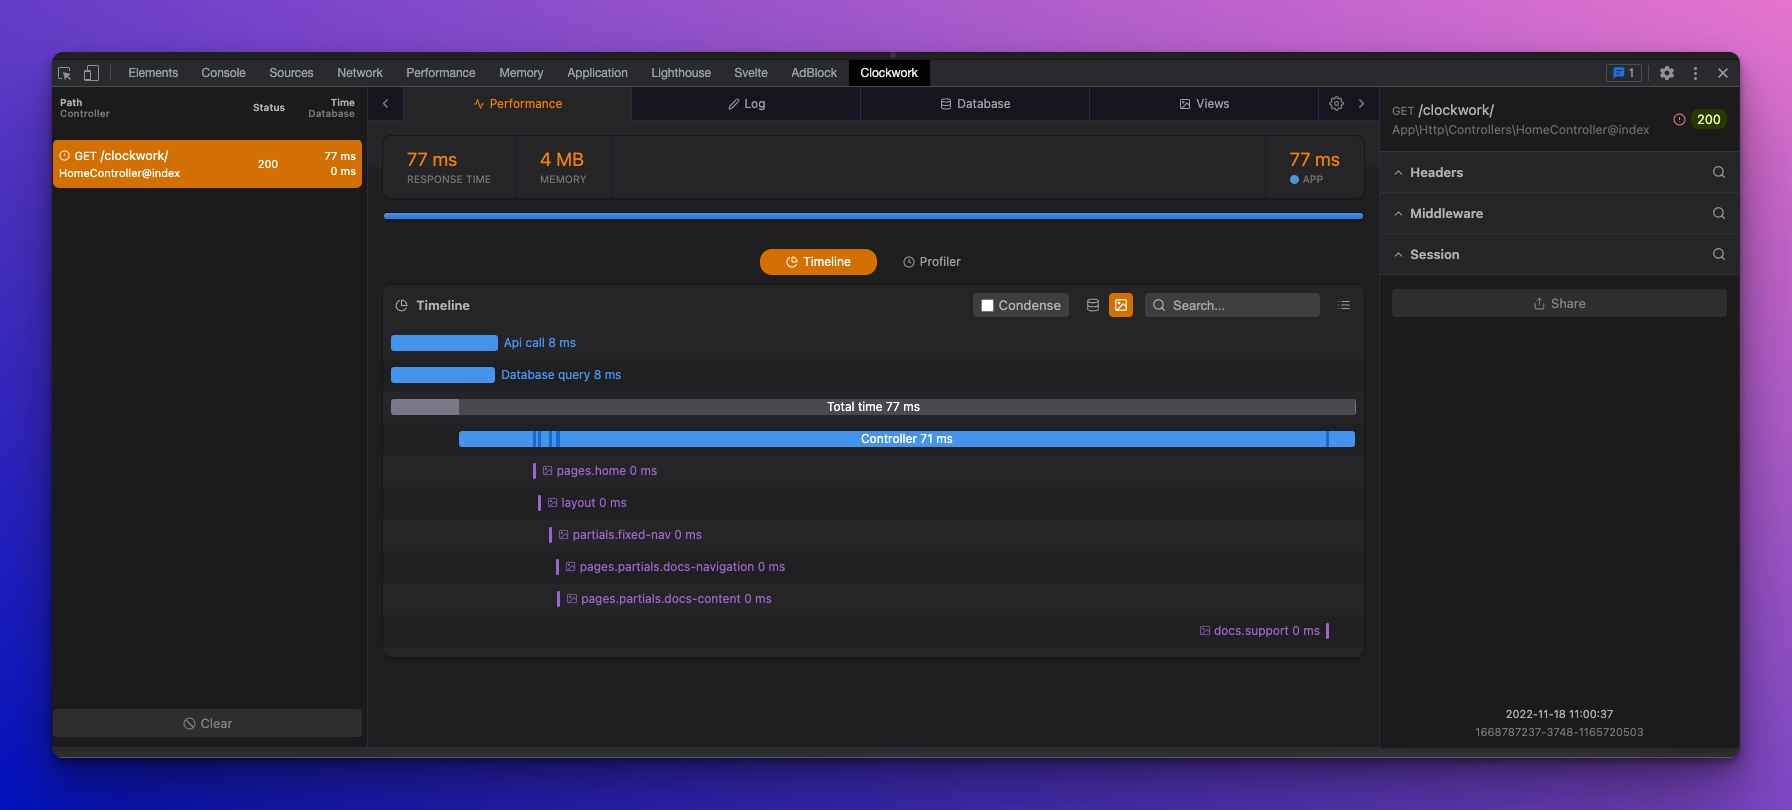 Elements Console Sources Network Performance Memory Application Lighthouse Svelte AdBlock Clockwork 1
Path
Controller
Status
Time
Database
GET /clockwork/
HomeController@index
200
77 ms
0 ms
Clear
Performance Log Database Views
77 ms
RESPONSE TIME
4 MB
MEMORY
77 ms
APP
Timeline Profiler
Timeline Condense Search...
Api call 8 ms
Database query 8 ms
Total time 77 ms
Controller 71 ms
pages.home 0 ms
layout 0 ms
partials.fixed-nav 0 ms
pages.partials.docs-navigation 0 ms
pages.partials.docs-content 0 ms
docs.support 0 ms
GET /clockwork/
App\Http\Controllers\HomeController@index
200
Headers
Middleware
Session
Share
2022-11-18 11:00:37
1668787237-3748-1165720503